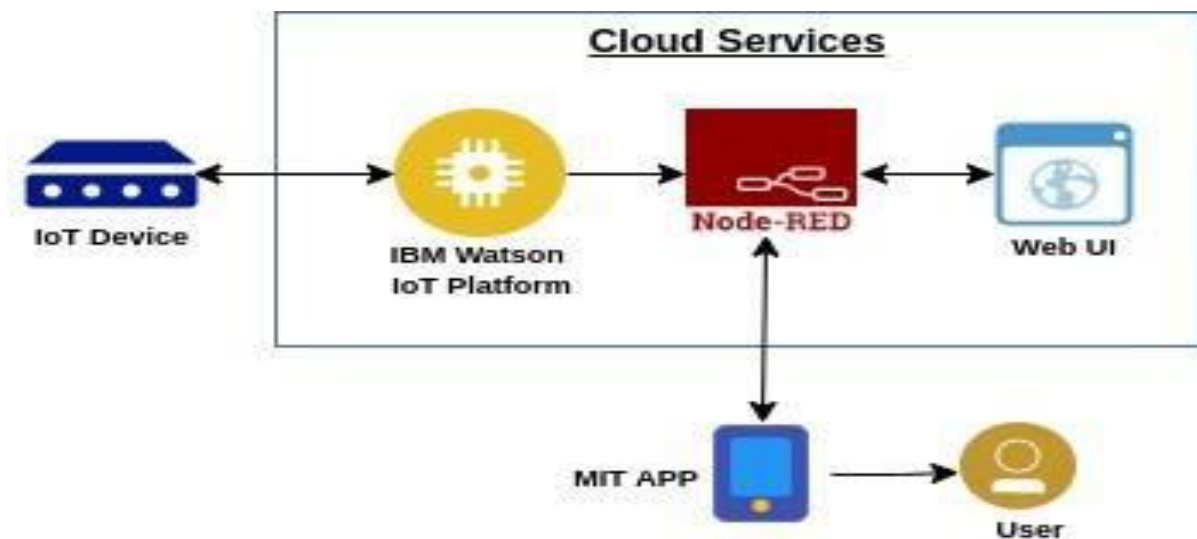 Cloud Services
IoT Device
IBM Watson
IoT Platform
Node-RED
Web UI
MIT APP
User